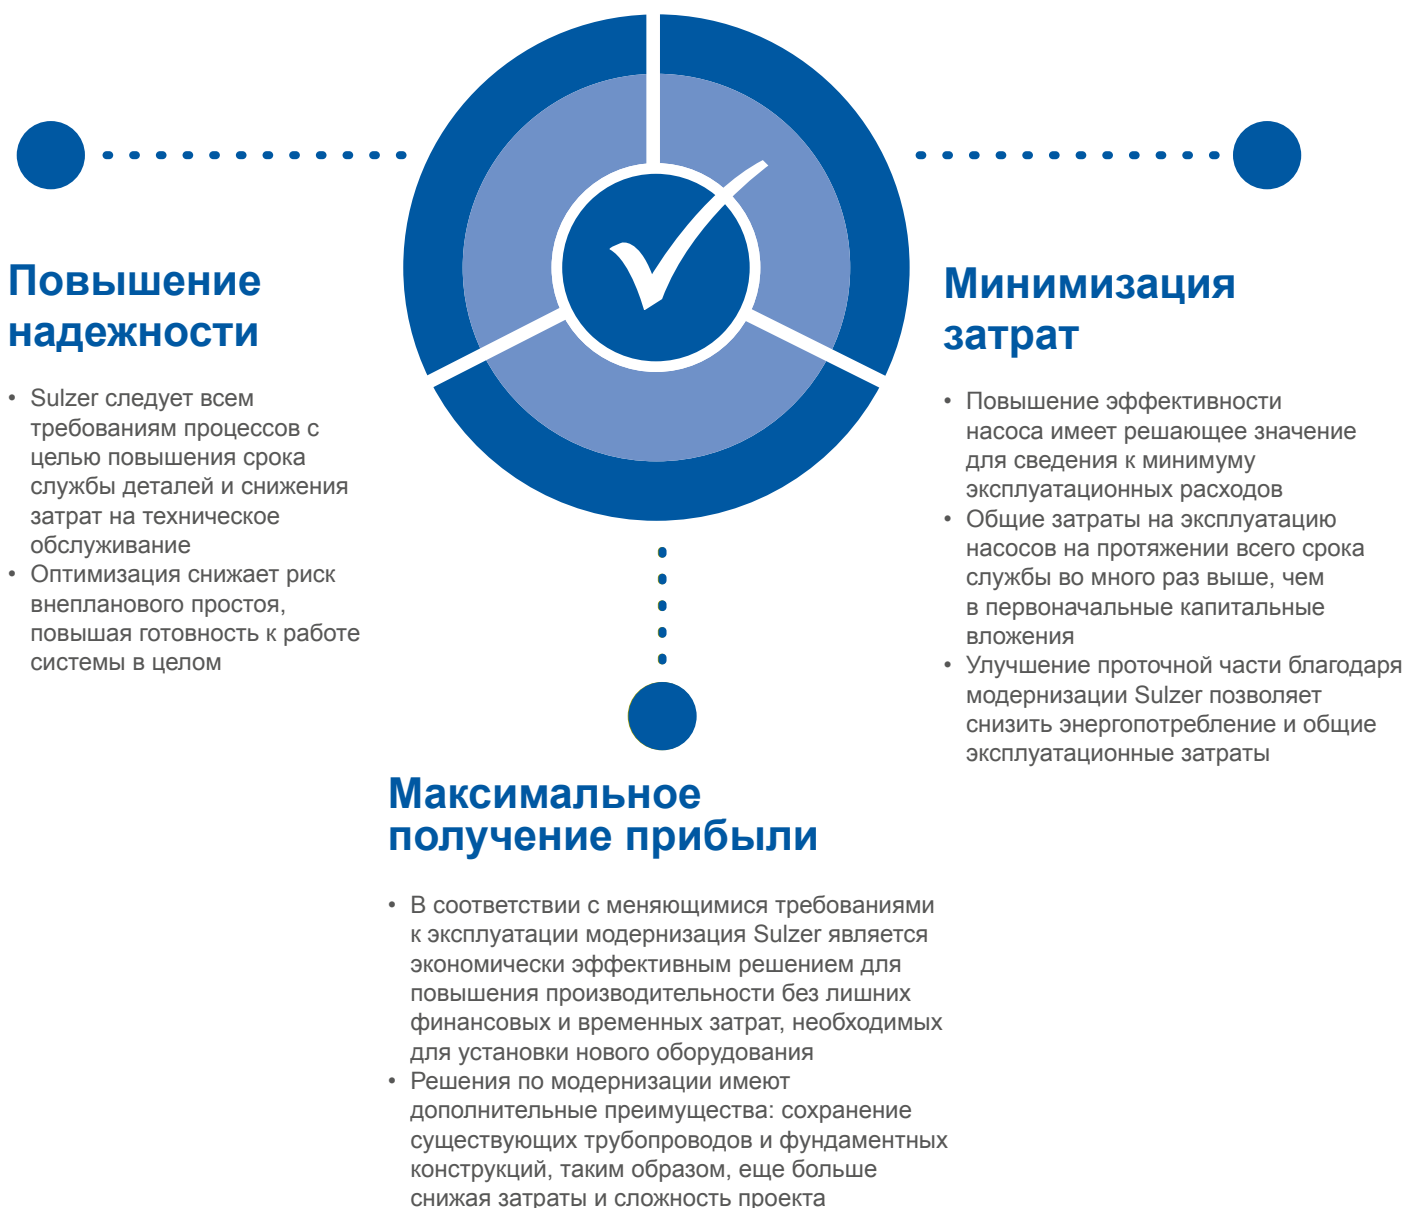 Повышение
надежности
• Sulzer следует всем
требованиям процессов с
целью повышения срока
службы деталей и снижения
затрат на техническое
обслуживание
• Оптимизация снижает риск
внепланового простоя,
повышая готовность к работе
системы в целом
Минимизация
затрат
• Повышение эффективности
насоса имеет решающее значение
для сведения к минимуму
эксплуатационных расходов
• Общие затраты на эксплуатацию
насосов на протяжении всего срока
службы во много раз выше, чем
в первоначальные капитальные
вложения
• Улучшение проточной части благодаря
модернизации Sulzer позволяет
снизить энергопотребление и общие
эксплуатационные затраты
Максимальное
получение прибыли
• В соответствии с меняющимися требованиями
к эксплуатации модернизация Sulzer является
экономически эффективным решением для
повышения производительности без лишних
финансовых и временных затрат, необходимых
для установки нового оборудования
• Решения по модернизации имеют
дополнительные преимущества: сохранение
существующих трубопроводов и фундаментных
конструкций, таким образом, еще больше
снижая затраты и сложность проекта